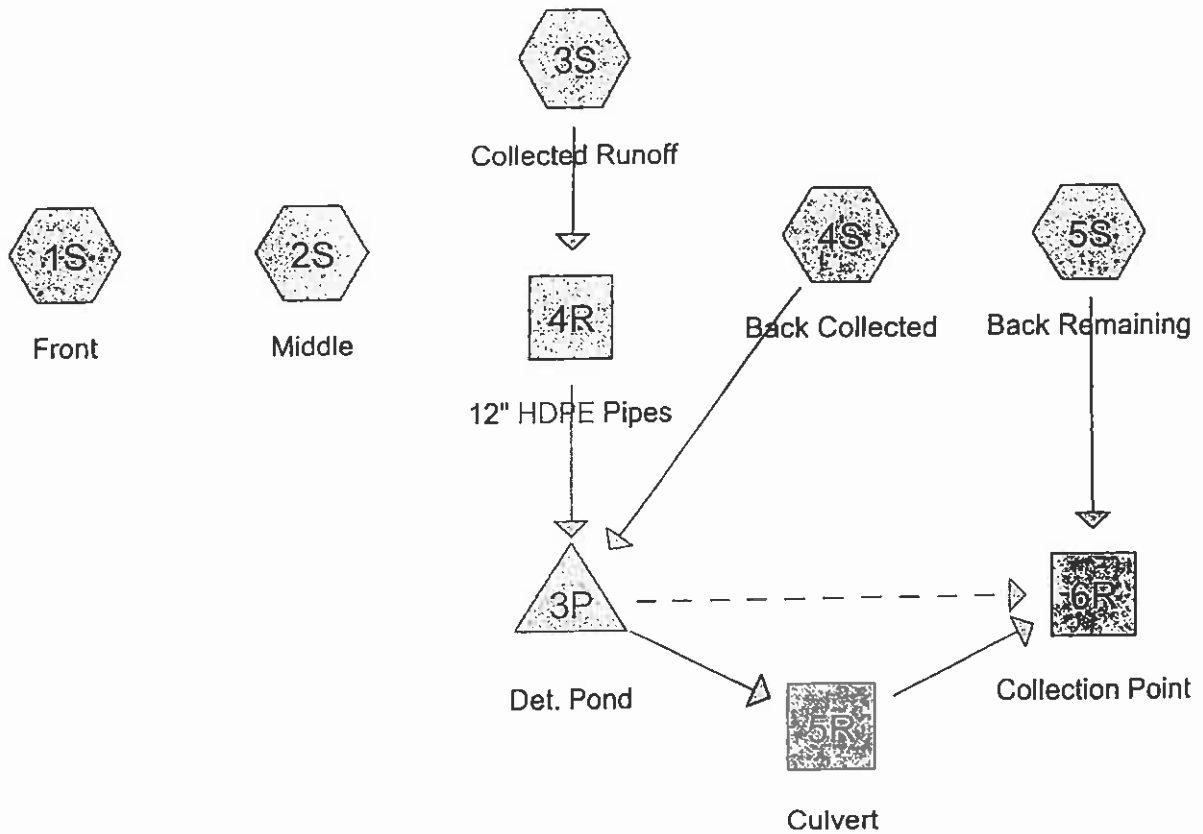 3S
Collected Runoff
1S
2S
4S
5S
Front
Middle
4R
Back Collected
Back Remaining
12" HDPE Pipes
3P
6R
Det. Pond
Collection Point
5R
Culvert